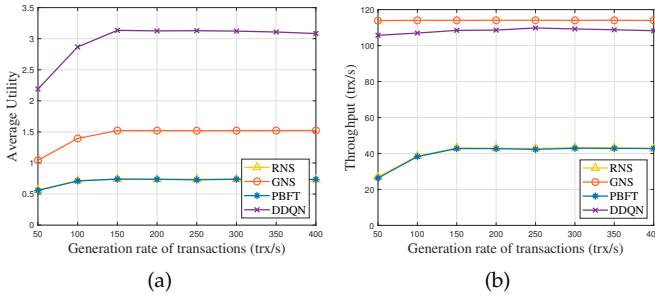 3.5
3
2.5
2
1.5
1
0.5
0
50 100 150 200 250 300 350 400
Average Utility
Generation rate of transactions (trx/s)
RNS
GNS
PBFT
DDQN
(a)
120
100
80
60
40
20
0
50 100 150 200 250 300 350 400
Throughput (trx/s)
Generation rate of transactions (trx/s)
RNS
GNS
PBFT
DDQN
(b)